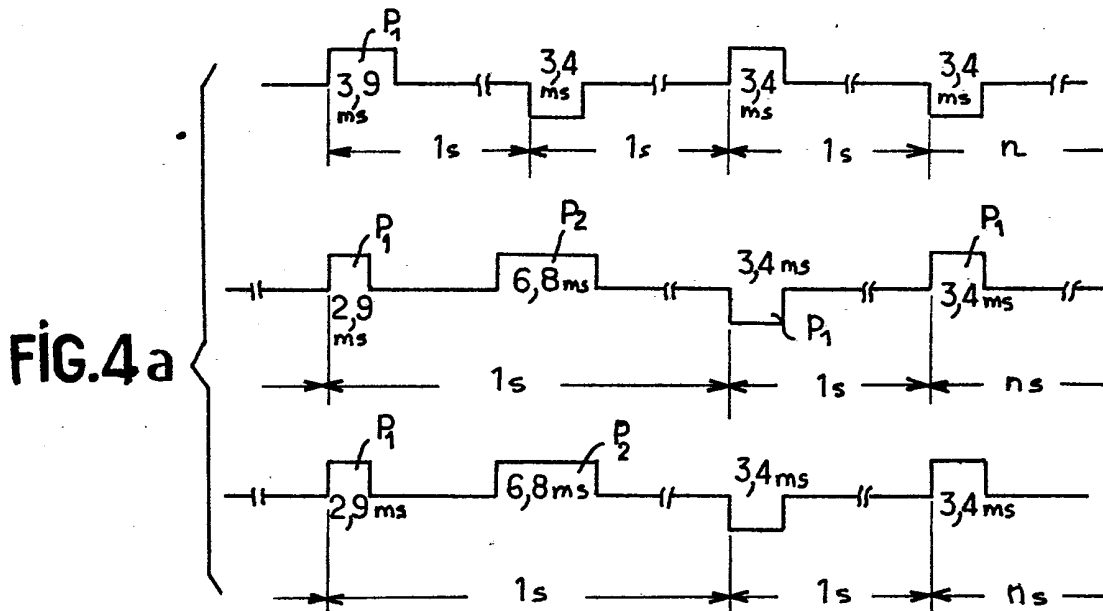 P₁
3,9 ms
3,4 ms
3,4 ms
3,4 ms
1s 1s 1s n
P₁ P₂ P₁
2,9 ms
6,8 ms
3,4 ms
P₁
3,4 ms
FIG.4a
1s 1s ns
P₁ P₂
2,9 ms
6,8 ms
3,4 ms
3,4 ms
1s 1s ns